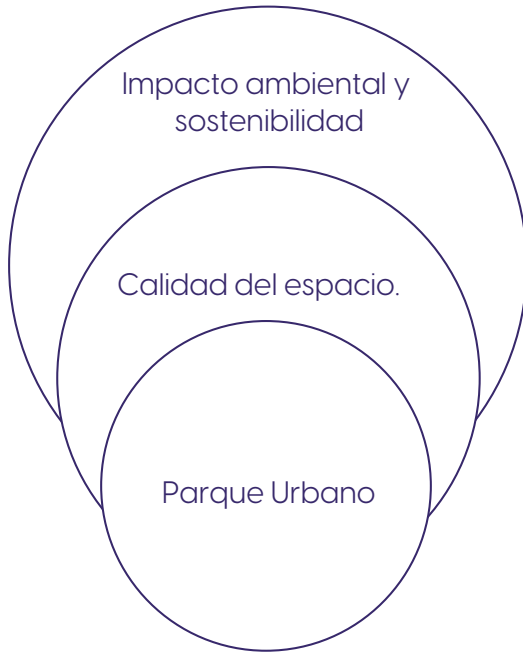 Impacto ambiental y
sostenibilidad
Calidad del espacio.
Parque Urbano